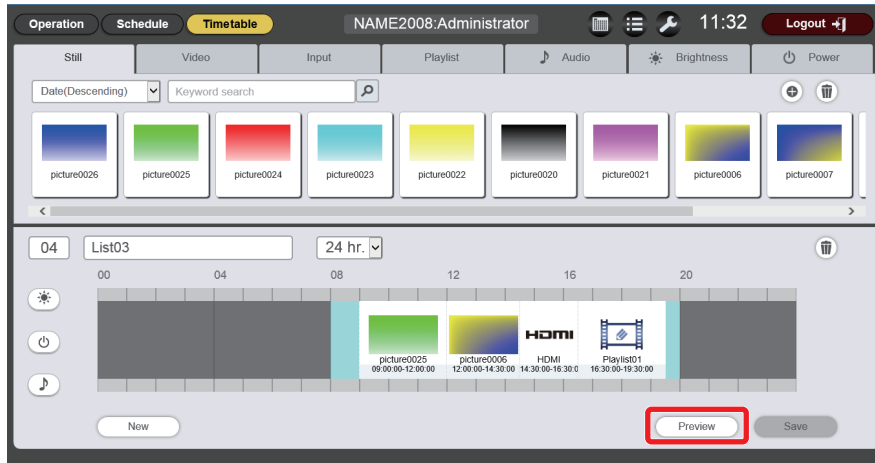 Operation Schedule Timetable NAME2008:Administrator 11:32 Logout
Still Video Input Playlist Audio Brightness Power
Date(Descending) Keyword search
picture0026 picture0025 picture0024 picture0023 picture0022 picture0020 picture0021 picture0006 picture0007
04 List03 24 hr.
00 04 08 12 16 20
HDMI
picture0025 picture0006 HDMI Playlist01
09:00:00-12:00:00 12:00:00-14:30:00 14:30:00-16:30:0 16:30:00-19:30:00
New Preview Save